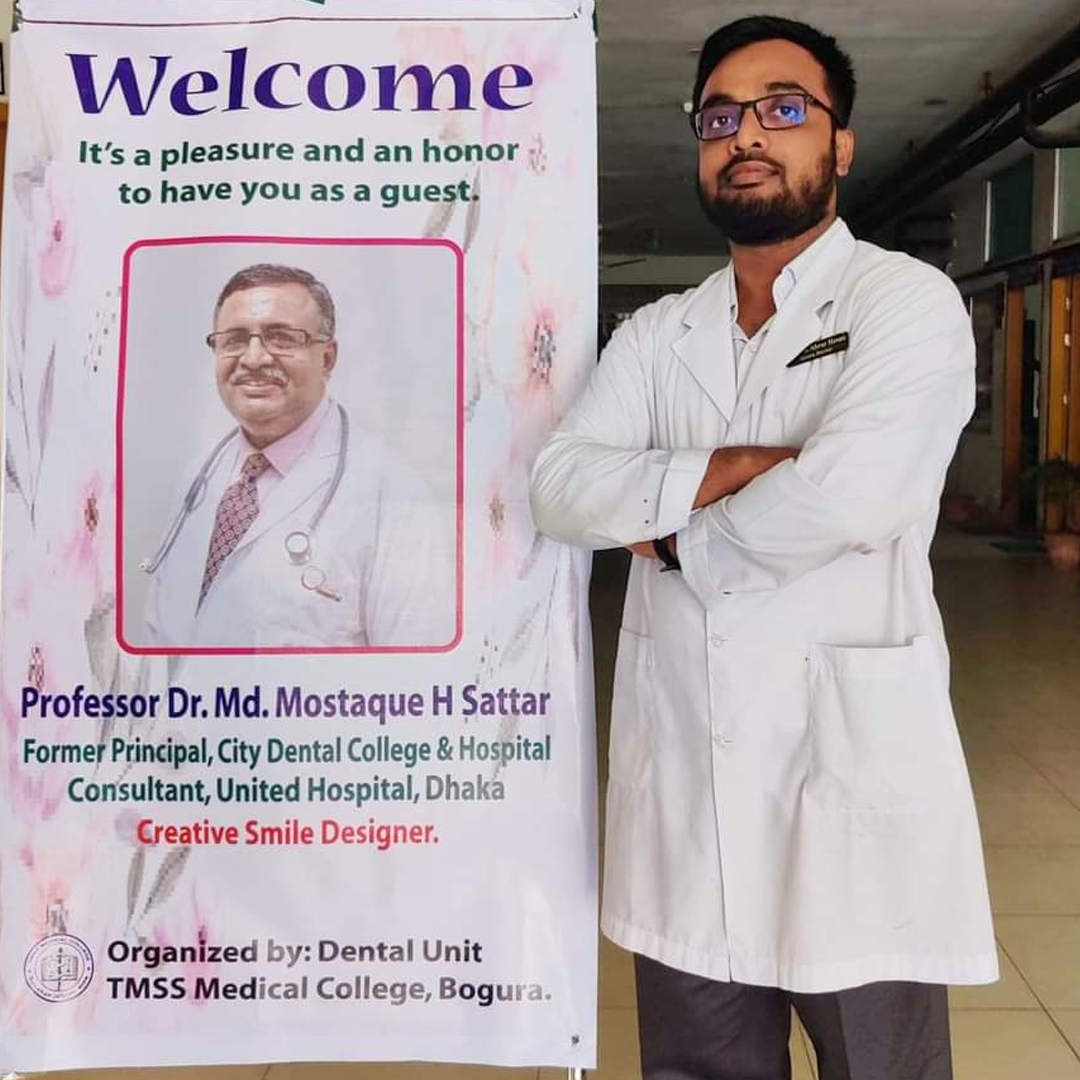 Welcome
It's a pleasure and an honor
to have you as a guest.
Professor Dr. Md. Mostaque H Sattar
Former Principal, City Dental College & Hospital
Consultant, United Hospital, Dhaka
Creative Smile Designer.
Organized by: Dental Unit
TMSS Medical College, Bogura.